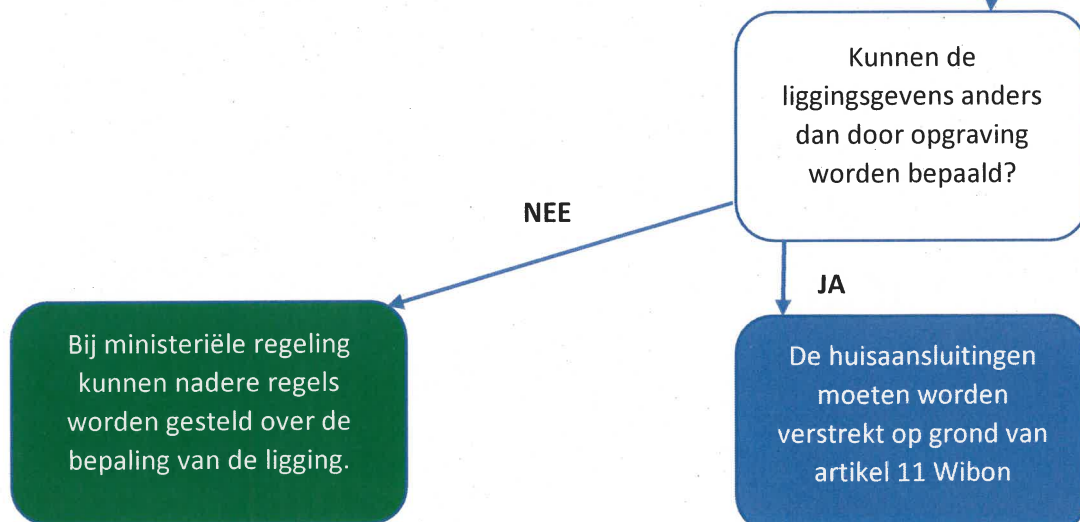 Kunnen de
liggingsgevens anders
dan door opgraving
worden bepaald?
NEE
JA
Bij ministeriële regeling
kunnen nadere regels
worden gesteld over de
bepaling van de ligging.
De huisaansluitingen
moeten worden
verstrekt op grond van
artikel 11 Wibon